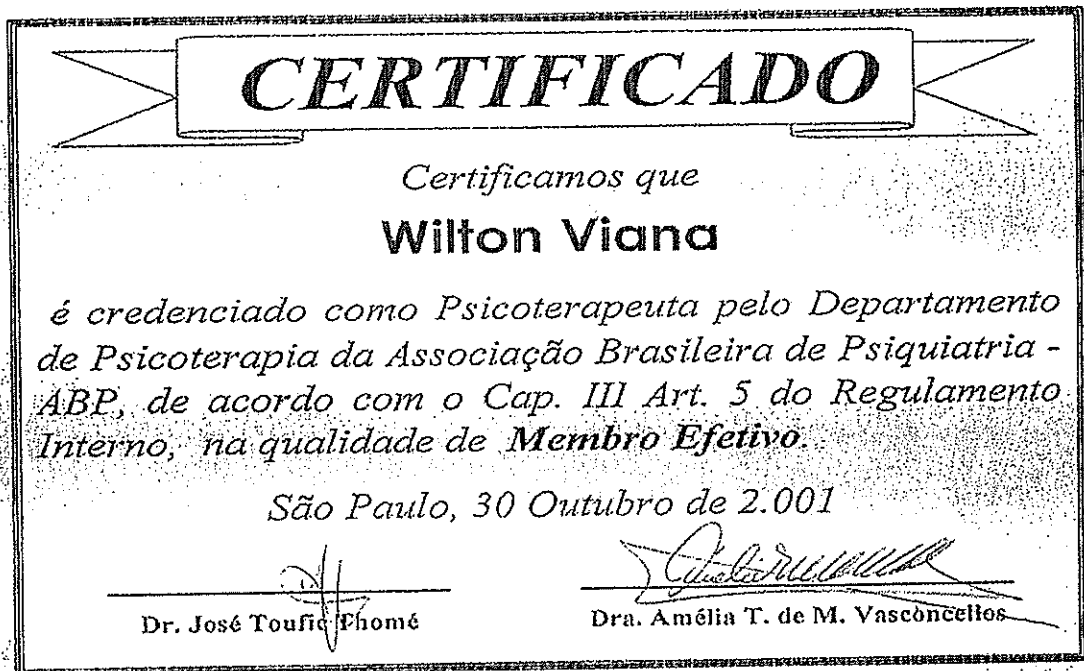 CERTIFICADO
Certificamos que
Wilton Viana
é credenciado como Psicoterapeuta pelo Departamento
de Psicoterapia da Associação Brasileira de Psiquiatria -
ABP, de acordo com o Cap. III Art. 5 do Regulamento
Interno, na qualidade de Membro Efetivo.
São Paulo, 30 Outubro de 2.001
Dr. José Toufic Thomé
Dra. Amélia T. de M. Vasconcellos